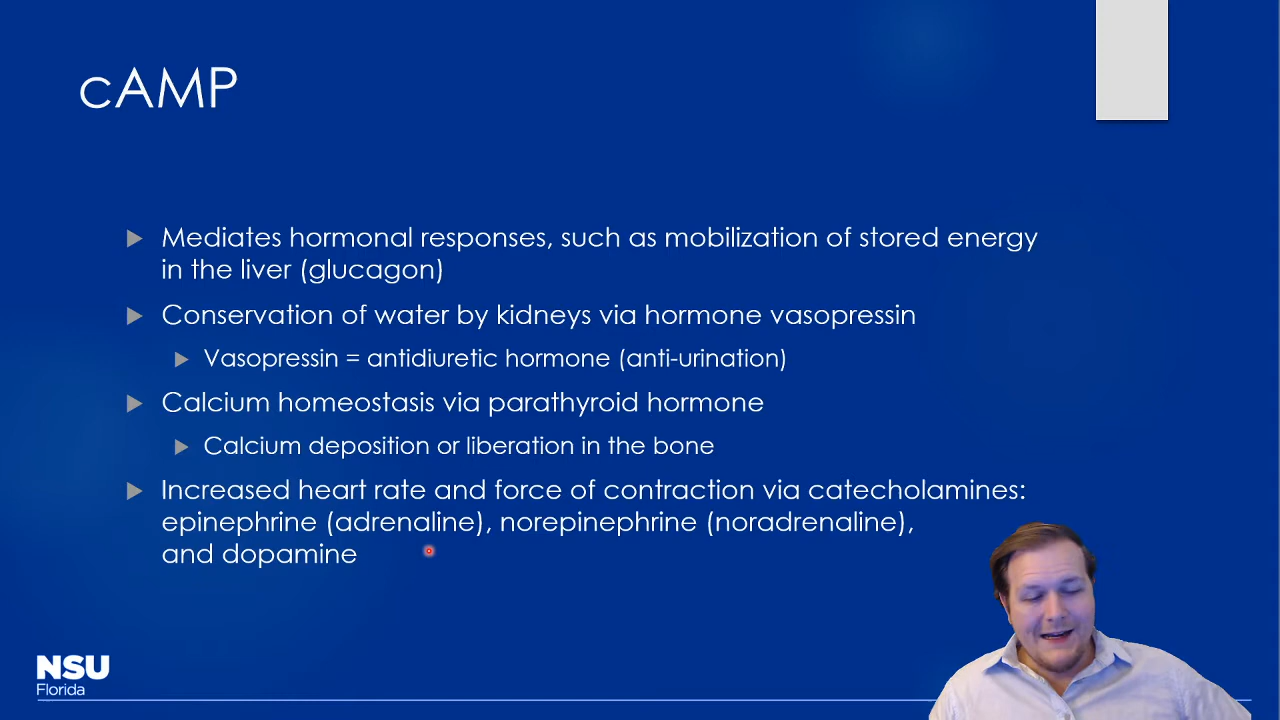 cAMP
Mediates hormonal responses, such as mobilization of stored energy
in the liver (glucagon)
Conservation of water by kidneys via hormone vasopressin
Vasopressin = antidiuretic hormone (anti-urination)
Calcium homeostasis via parathyroid hormone
Calcium deposition or liberation in the bone
Increased heart rate and force of contraction via catecholamines:
epinephrine (adrenaline), norepinephrine (noradrenaline),
and dopamine
NSU
Florida